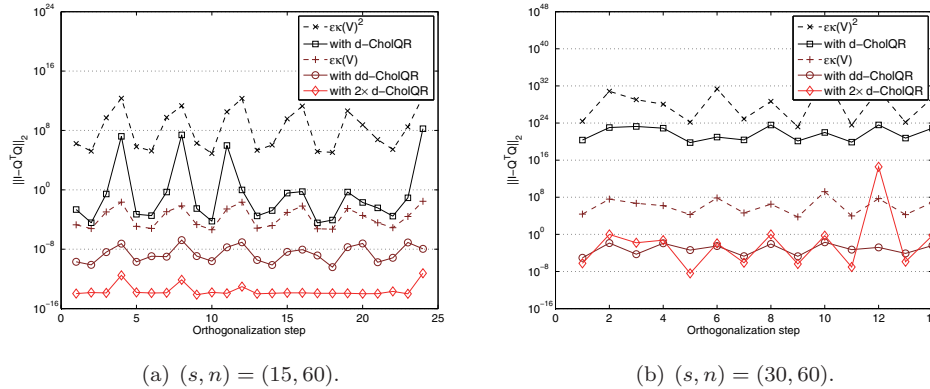 10^24
10^16
10^8
10^0
10^-8
10^-16
||I-Q^TQ||_2
0
5
10
15
20
25
Orthogonalization step
εκ(V)^2
with d-CholQR
εκ(V)
with dd-CholQR
with 2× d-CholQR
(a) (s, n) = (15, 60).
10^56
10^48
10^40
10^32
10^24
10^16
10^8
10^0
10^-8
10^-16
||I-Q^TQ||_2
0
2
4
6
8
10
12
14
Orthogonalization step
εκ(V)^2
with d-CholQR
εκ(V)
with dd-CholQR
with 2× d-CholQR
(b) (s, n) = (30, 60).